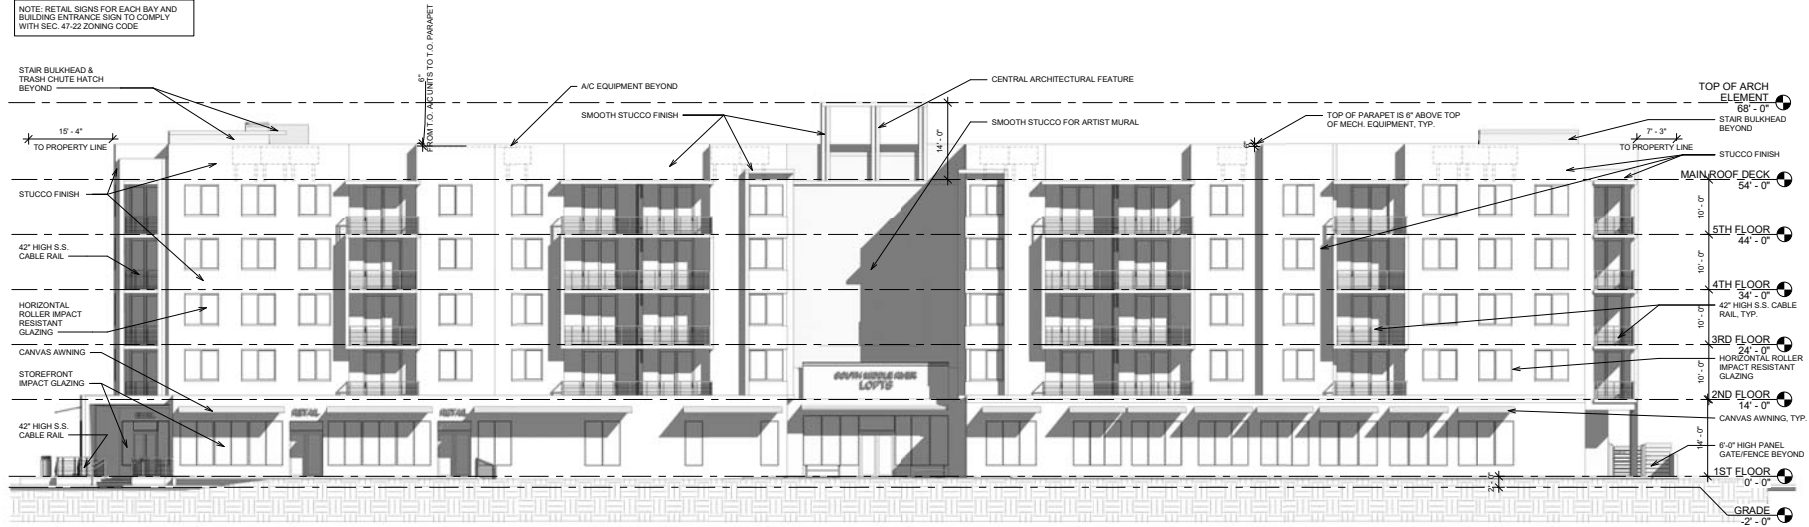 NOTE: RETAIL SIGNS FOR EACH BAY AND
BUILDING ENTRANCE SIGN TO COMPLY
WITH SEC. 47-22 ZONING CODE
STAIR BULKHEAD &
TRASH CHUTE HATCH
BEYOND
6"
FROM T.O. A/C UNITS TO T.O. PARAPET
A/C EQUIPMENT BEYOND
SMOOTH STUCCO FINISH
CENTRAL ARCHITECTURAL FEATURE
SMOOTH STUCCO FOR ARTIST MURAL
14' - 0"
TOP OF PARAPET IS 6" ABOVE TOP
OF MECH. EQUIPMENT, TYP.
TOP OF ARCH
ELEMENT
68' - 0"
STAIR BULKHEAD
BEYOND
15' - 4"
TO PROPERTY LINE
7' - 3"
TO PROPERTY LINE
STUCCO FINISH
STUCCO FINISH
MAIN ROOF DECK
54' - 0"
10' - 0"
5TH FLOOR
44' - 0"
42" HIGH S.S.
CABLE RAIL
10' - 0"
4TH FLOOR
34' - 0"
42" HIGH S.S. CABLE
RAIL, TYP.
HORIZONTAL
ROLLER IMPACT
RESISTANT
GLAZING
10' - 0"
3RD FLOOR
24' - 0"
HORIZONTAL ROLLER
IMPACT RESISTANT
GLAZING
CANVAS AWNING
STOREFRONT
IMPACT GLAZING
10' - 0"
2ND FLOOR
14' - 0"
SOUTH MIDDLE RIVER
LOFTS
RETAIL
RETAIL
CANVAS AWNING, TYP.
42" HIGH S.S.
CABLE RAIL
14' - 0"
6'-0" HIGH PANEL
GATE/FENCE BEYOND
1ST FLOOR
0' - 0"
2' - 0"
GRADE
-2' - 0"